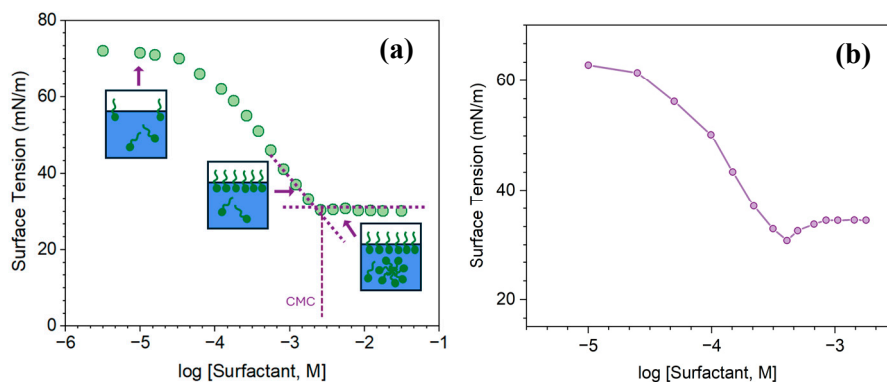 (a)
Surface Tension (mN/m)
80
60
40
20
0
CMC
−6
−5
−4
−3
−2
−1
log [Surfactant, M]
(b)
Surface Tension (mN/m)
60
40
20
−5
−4
−3
log [Surfactant, M]